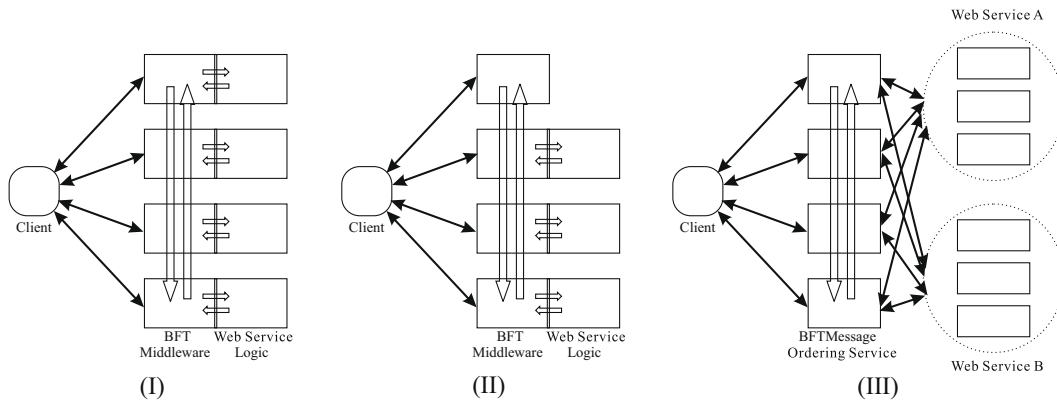 Client
BFT
Middleware
Web Service
Logic
(I)
Client
BFT
Middleware
Web Service
Logic
(II)
Web Service A
Client
BFTMessage
Ordering Service
Web Service B
(III)